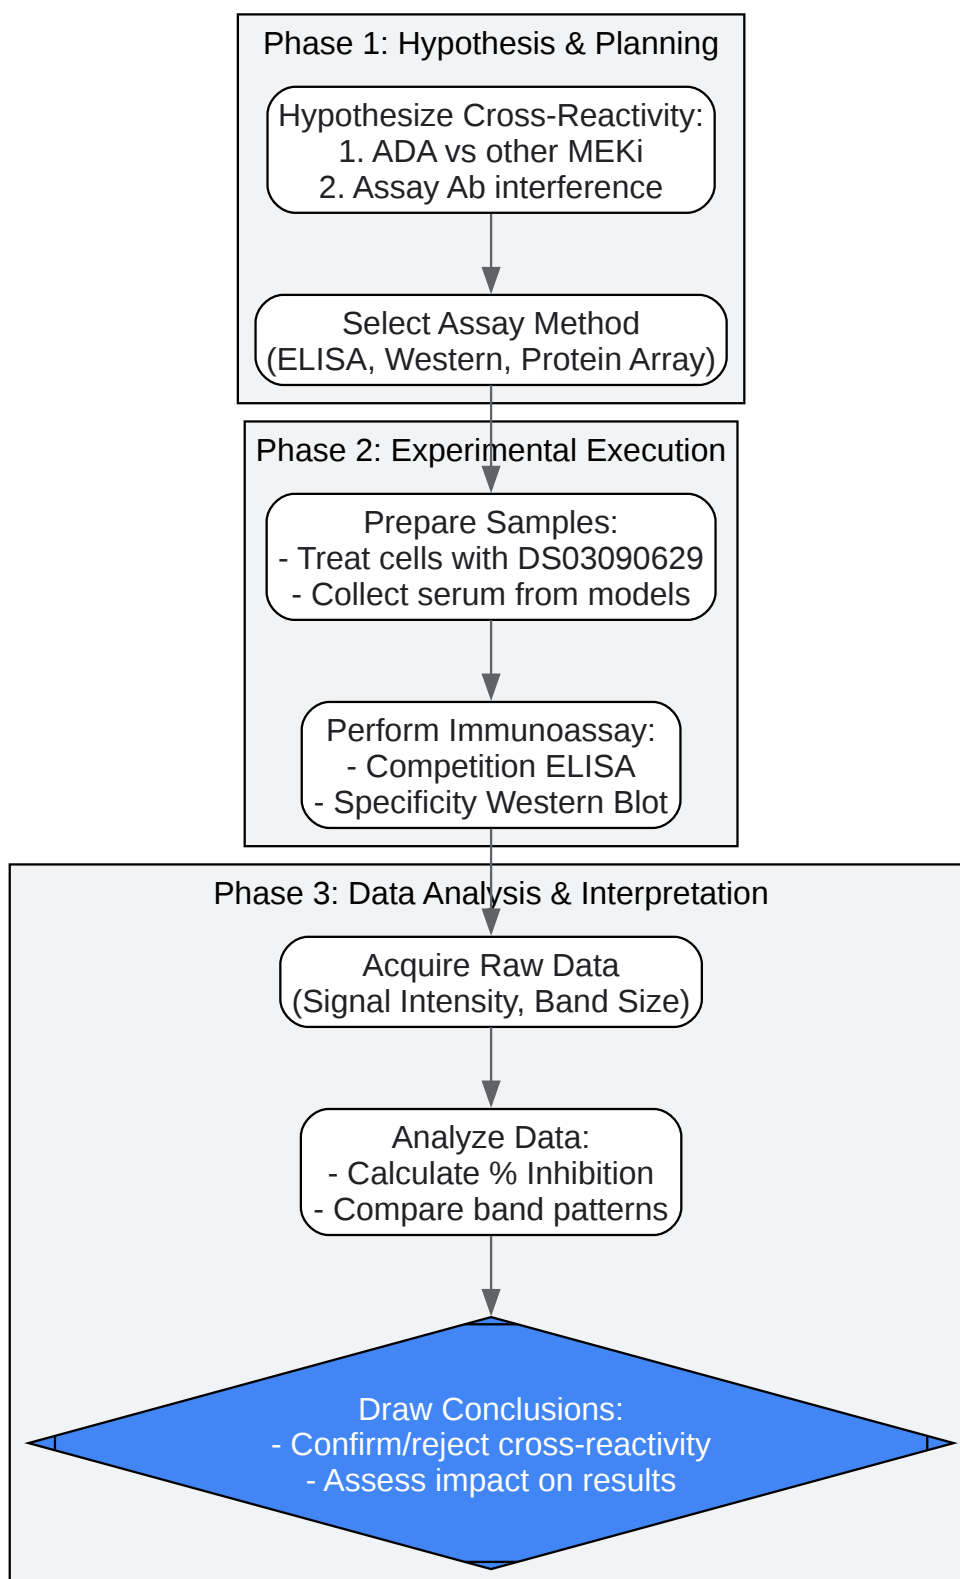 Phase 1: Hypothesis & Planning
Hypothesize Cross-Reactivity:
1. ADA vs other MEKi
2. Assay Ab interference
Select Assay Method
(ELISA, Western, Protein Array)
Phase 2: Experimental Execution
Prepare Samples:
- Treat cells with DS03090629
- Collect serum from models
Perform Immunoassay:
- Competition ELISA
- Specificity Western Blot
Phase 3: Data Analysis & Interpretation
Acquire Raw Data
(Signal Intensity, Band Size)
Analyze Data:
- Calculate % Inhibition
- Compare band patterns
Draw Conclusions:
- Confirm/reject cross-reactivity
- Assess impact on results